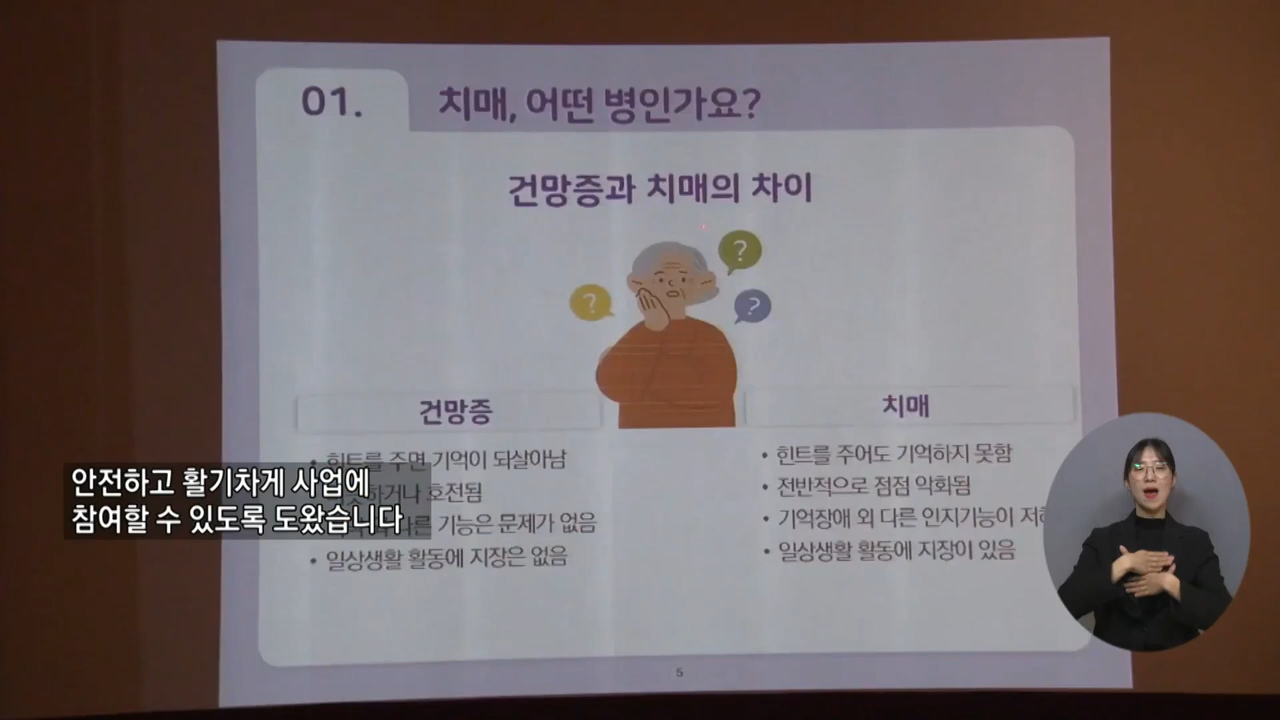 01.
치매, 어떤 병인가요?
건망증과 치매의 차이
?
?
?
건망증
힌트를 주면 기억이 되살아남
호전됨
기능은 문제가 없음
• 일상생활 활동에 지장은 없음
치매
• 힌트를 주어도 기억하지 못함
• 전반적으로 점점 악화됨
• 기억장애 외 다른 인지기능이
• 일상생활 활동에 지장이 있음
안전하고 활기차게 사업에
참여할 수 있도록 도왔습니다
5